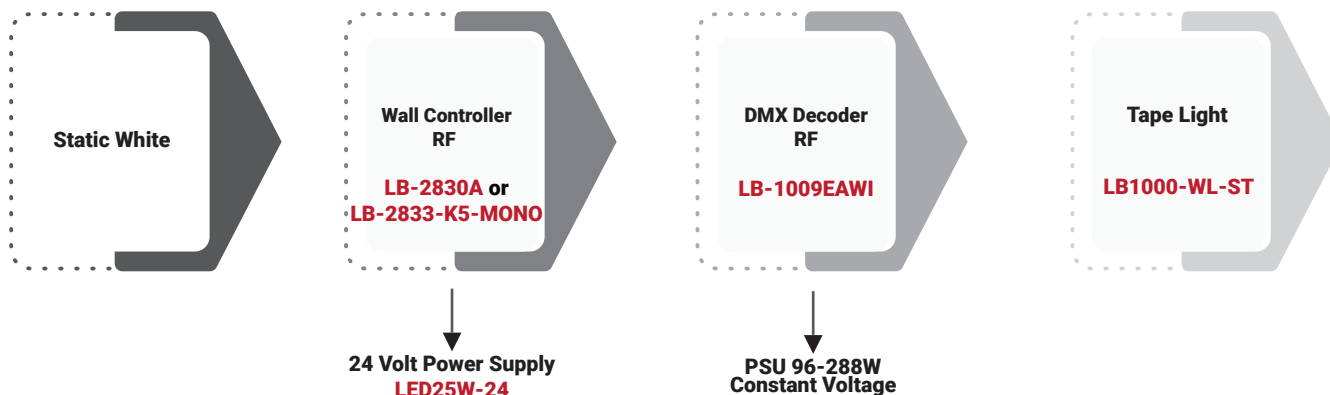 Static White
Wall Controller
RF
LB-2830A or
LB-2833-K5-MONO
24 Volt Power Supply
LED25W-24
DMX Decoder
RF
LB-1009EAWI
PSU 96-288W
Constant Voltage
Tape Light
LB1000-WL-ST